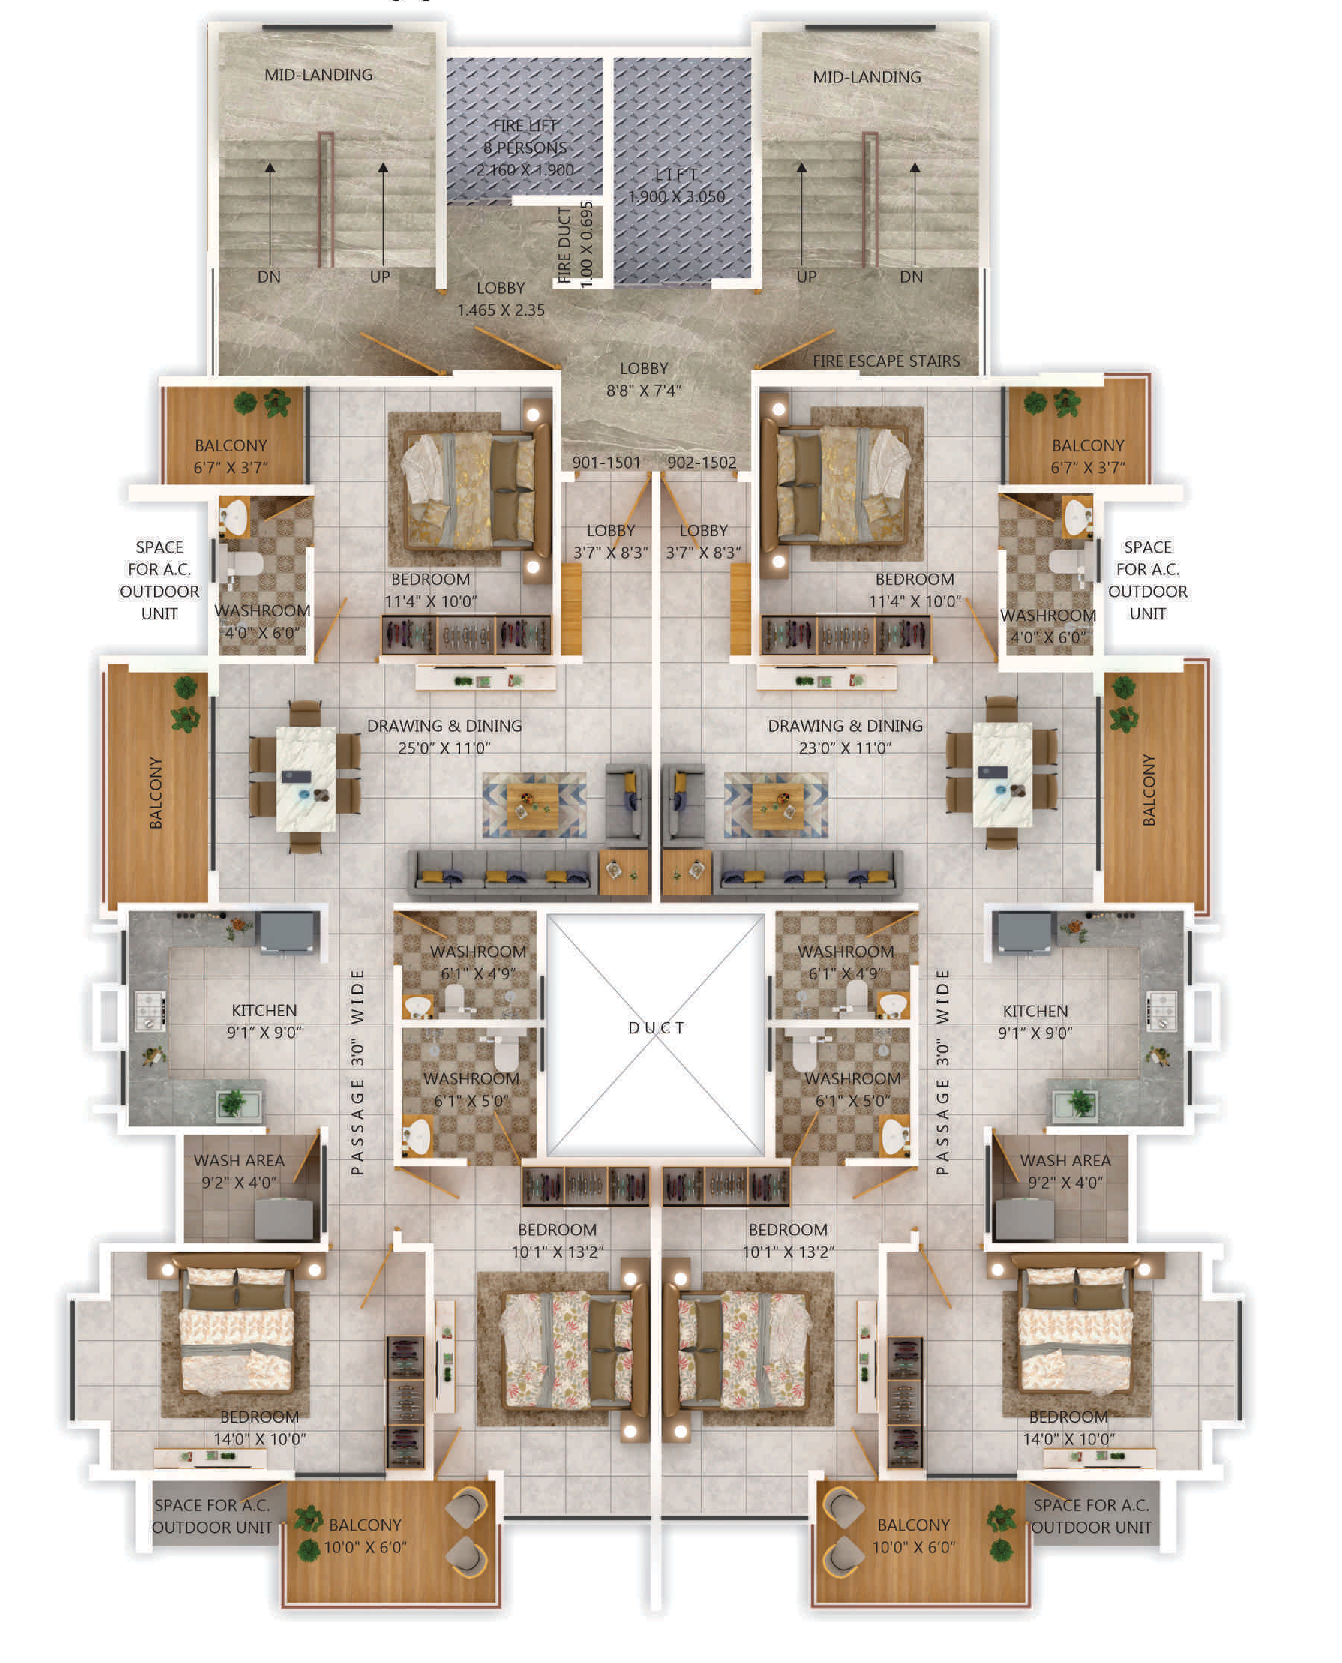 MID-LANDING
MID-LANDING
FIRE LIFT
8 PERSONS
2.160 X 1.900
LIFT
1.900 X 3.050
FIRE DUCT
1.00 X 0.695
DN
UP
UP
DN
LOBBY
1.465 X 2.35
FIRE ESCAPE STAIRS
LOBBY
8'8" X 7'4"
BALCONY
6'7" X 3'7"
BALCONY
6'7" X 3'7"
901-1501
902-1502
LOBBY
3'7" X 8'3"
LOBBY
3'7" X 8'3"
SPACE
FOR A.C.
OUTDOOR
UNIT
SPACE
FOR A.C.
OUTDOOR
UNIT
BEDROOM
11'4" X 10'0"
BEDROOM
11'4" X 10'0"
WASHROOM
4'0" X 6'0"
WASHROOM
4'0" X 6'0"
DRAWING & DINING
25'0" X 11'0"
DRAWING & DINING
23'0" X 11'0"
BALCONY
BALCONY
WASHROOM
6'1" X 4'9"
WASHROOM
6'1" X 4'9"
KITCHEN
9'1" X 9'0"
PASSAGE 3'0" WIDE
DUCT
PASSAGE 3'0" WIDE
KITCHEN
9'1" X 9'0"
WASHROOM
6'1" X 5'0"
WASHROOM
6'1" X 5'0"
WASH AREA
9'2" X 4'0"
WASH AREA
9'2" X 4'0"
BEDROOM
10'1" X 13'2"
BEDROOM
10'1" X 13'2"
BEDROOM
14'0" X 10'0"
BEDROOM
14'0" X 10'0"
SPACE FOR A.C.
OUTDOOR UNIT
BALCONY
10'0" X 6'0"
BALCONY
10'0" X 6'0"
SPACE FOR A.C.
OUTDOOR UNIT